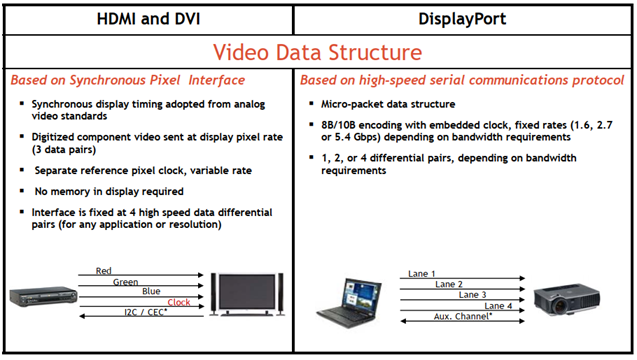 HDMI and DVI
DisplayPort
Video Data Structure
Based on Synchronous Pixel Interface
▪ Synchronous display timing adopted from analog
video standards
▪ Digitized component video sent at display pixel rate
(3 data pairs)
▪ Separate reference pixel clock, variable rate
▪ No memory in display required
▪ Interface is fixed at 4 high speed data differential
pairs (for any application or resolution)
Red
Green
Blue
Clock
I2C / CEC*
Based on high-speed serial communications protocol
▪ Micro-packet data structure
▪ 8B/10B encoding with embedded clock, fixed rates (1.6, 2.7
or 5.4 Gbps) depending on bandwidth requirements
▪ 1, 2, or 4 differential pairs, depending on bandwidth
requirements
Lane 1
Lane 2
Lane 3
Lane 4
Aux. Channel*